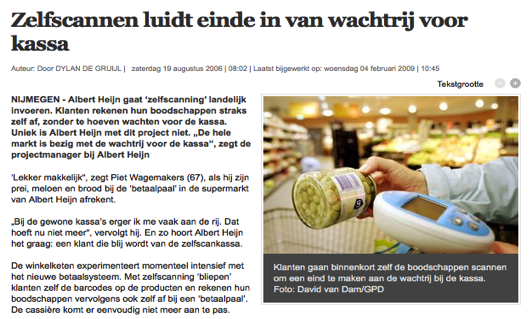 Zelfscannen luidt einde in van wachtrij voor
kassa
Auteur: Door DYLAN DE GRUIJL | zaterdag 19 augustus 2006 | 08:02 | Laatst bijgewerkt op: woensdag 04 februari 2009 | 10:45
Tekstgrootte
NIJMEGEN - Albert Heijn gaat ‘zelfscanning’ landelijk
invoeren. Klanten rekenen hun boodschappen straks
zelf af, zonder te hoeven wachten voor de kassa.
Uniek is Albert Heijn met dit project niet. „De hele
markt is bezig met de wachtrij voor de kassa“, zegt de
projectmanager bij Albert Heijn
'Lekker makkelijk", zegt Piet Wagemakers (67), als hij zijn
prei, meloen en brood bij de 'betaalpaal' in de supermarkt
van Albert Heijn afrekent.
„Bij de gewone kassa’s erger ik me vaak aan de rij. Dat
hoeft nu niet meer”, vervolgt hij. En zo hoort Albert Heijn
het graag: een klant die blij wordt van de zelfscankassa.
De winkelketen experimenteert momenteel intensief met
het nieuwe betaalsysteem. Met zelfscanning 'bliepen'
klanten zelf de barcodes op de producten en rekenen hun
boodschappen vervolgens ook zelf af bij een 'betaalpaal'.
De cassière komt er eenvoudig niet meer aan te pas.
Klanten gaan binnenkort zelf de boodschappen scannen
om een eind te maken aan de wachtrij bij de kassa.
Foto: David van Dam/GPD